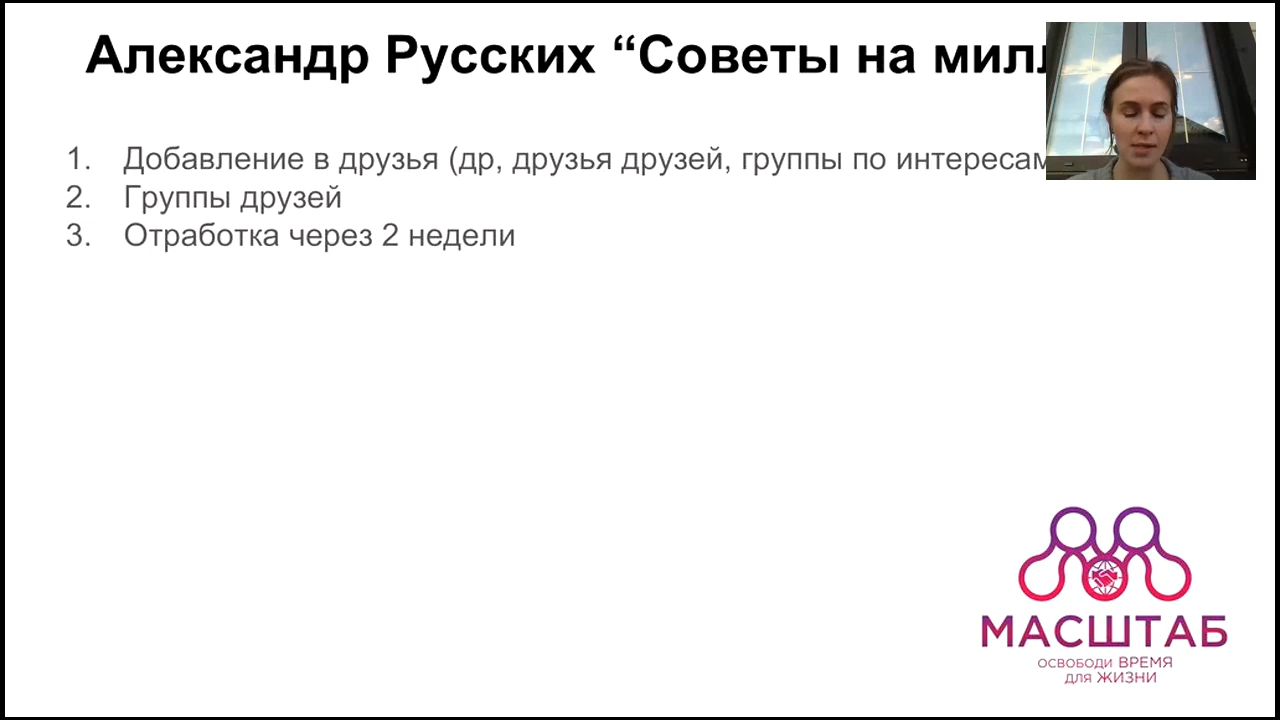 Александр Русских “Советы на
1. Добавление в друзья (др, друзья друзей, группы по интересам
2. Группы друзей
3. Отработка через 2 недели
МАСШТАБ
ОСВОБОДИ ВРЕМЯ
ДЛЯ ЖИЗНИ